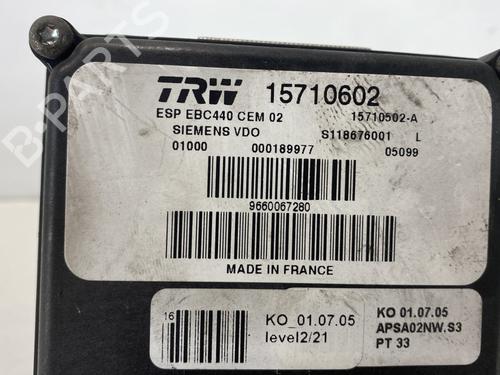 TRW 15710602
ESP EBC440 CEM 02 15710502-A
SIEMENS VDO S118676001 L
01000 000189977 05099
9660067280
MADE IN FRANCE
16
KO_01.07.05
level2/21
KO 01.07.05
APSA02NW.S3
PT 33
B-PARTS